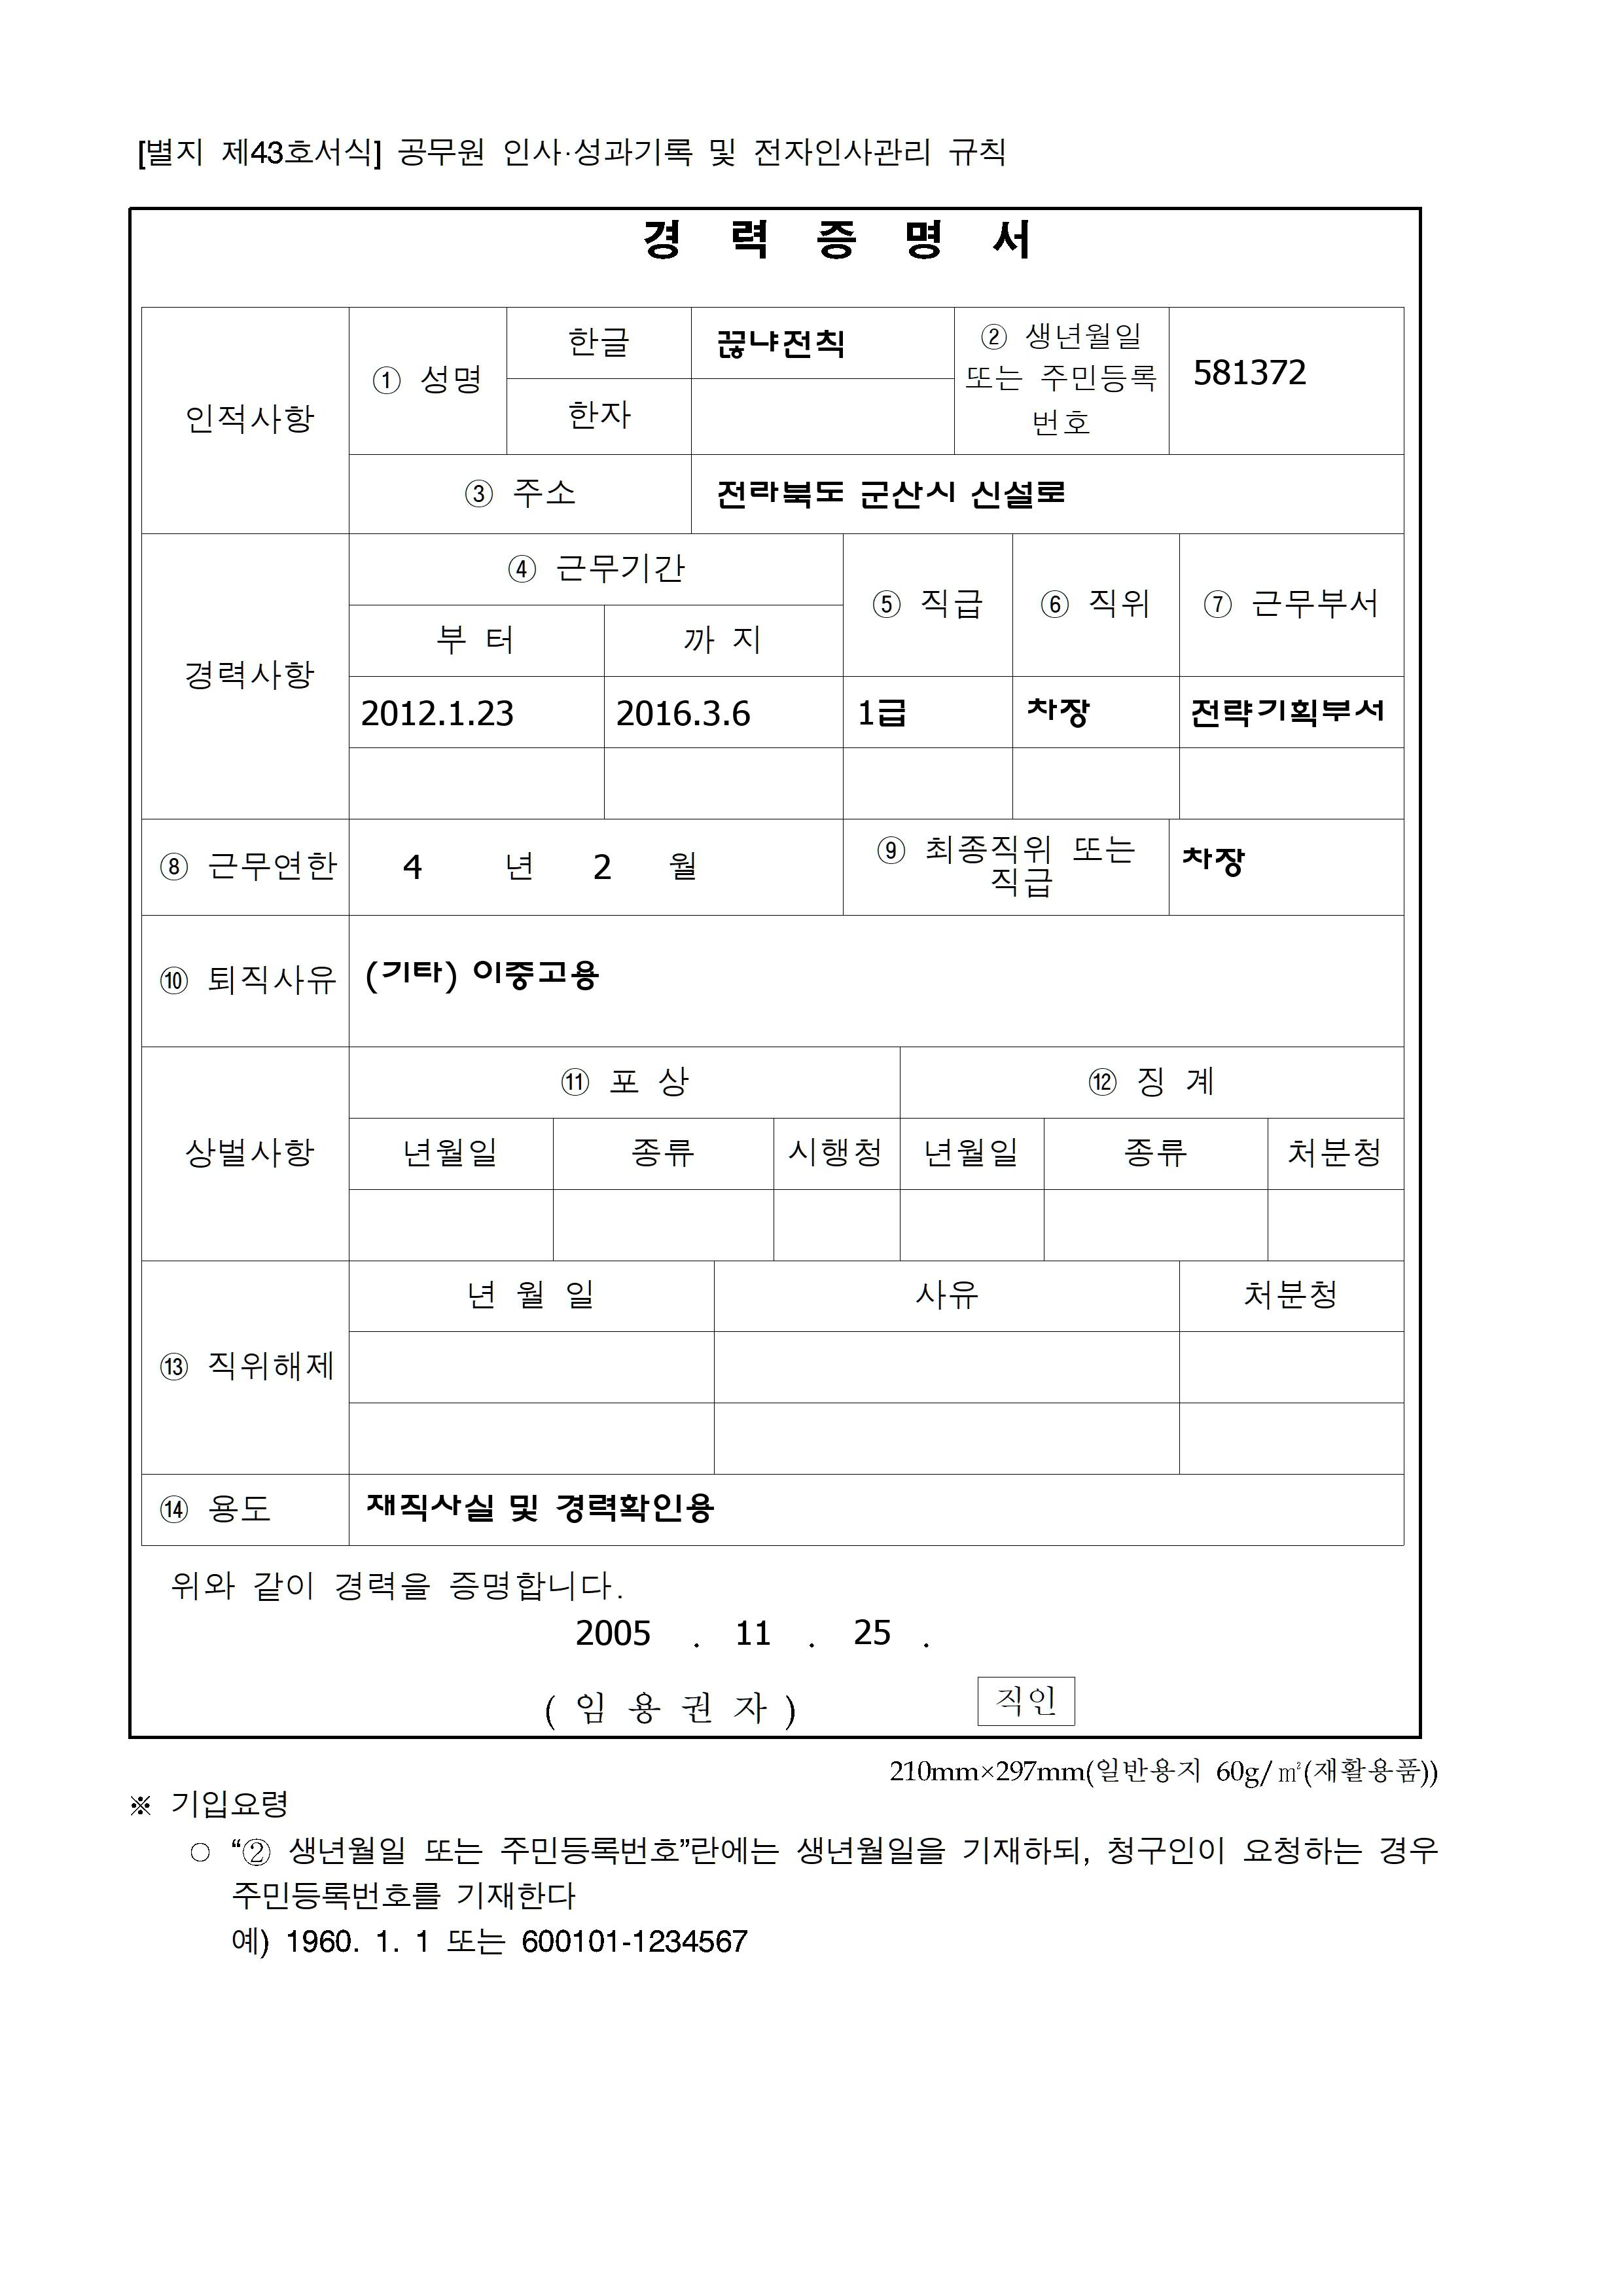 [별지 제43호서식] 공무원 인사·성과기록 및 전자인사관리 규칙
경 력 증 명 서
인적사항
① 성명
한글
끊냐전칙
한자
② 생년월일
또는 주민등록
번호
581372
③ 주소
전라북도 군산시 신설로
경력사항
④ 근무기간
부 터
까 지
⑤ 직급
⑥ 직위
⑦ 근무부서
2012.1.23
2016.3.6
1급
차장
전략기획부서
⑧ 근무연한
4 년 2 월
⑨ 최종직위 또는
직급
차장
⑩ 퇴직사유
(기타) 이중고용
상벌사항
⑪ 포 상
⑫ 징 계
년월일
종류
시행청
년월일
종류
처분청
⑬ 직위해제
년 월 일
사유
처분청
⑭ 용도
재직사실 및 경력확인용
위와 같이 경력을 증명합니다.
2005 . 11 . 25 .
( 임 용 권 자 )
직인
210mm×297mm(일반용지 60g/㎡(재활용품))
※ 기입요령
○ “② 생년월일 또는 주민등록번호”란에는 생년월일을 기재하되, 청구인이 요청하는 경우
주민등록번호를 기재한다
예) 1960. 1. 1 또는 600101-1234567